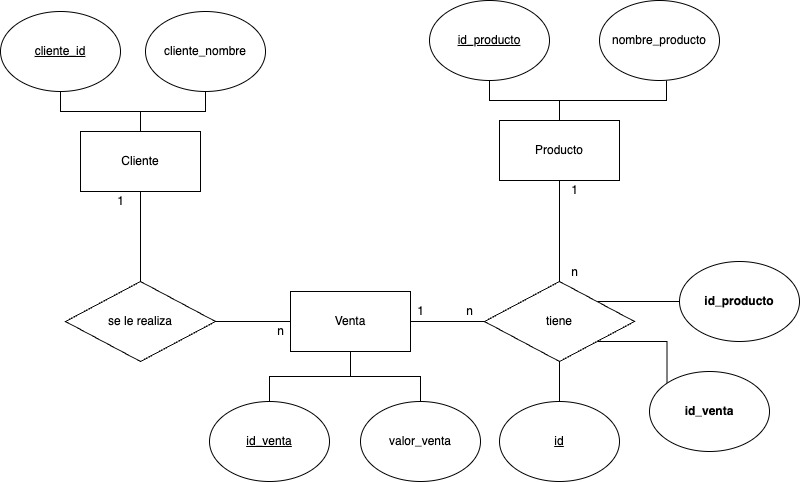 cliente_id
cliente_nombre
id_producto
nombre_producto
Cliente
Producto
1
1
n
id_producto
se le realiza
n
Venta
1
n
tiene
id_venta
id_venta
valor_venta
id